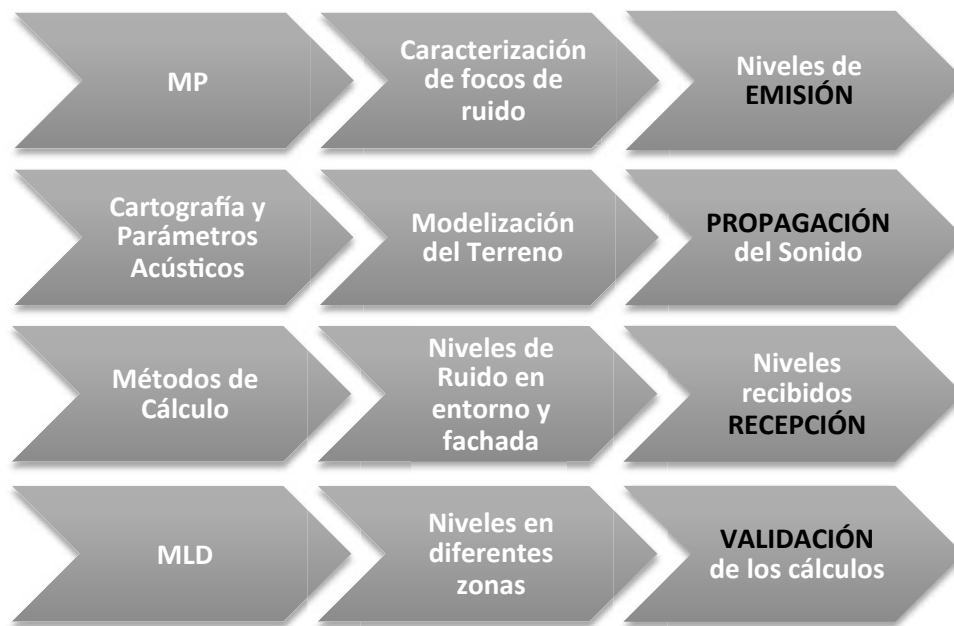 MP
Caracterización
de focos de
ruido
Niveles de
EMISIÓN
Cartografía y
Parámetros
Acústicos
Modelización
del Terreno
PROPAGACIÓN
del Sonido
Métodos de
Cálculo
Niveles de
Ruido en
entorno y
fachada
Niveles
recibidos
RECEPCIÓN
MLD
Niveles en
diferentes
zonas
VALIDACIÓN
de los cálculos